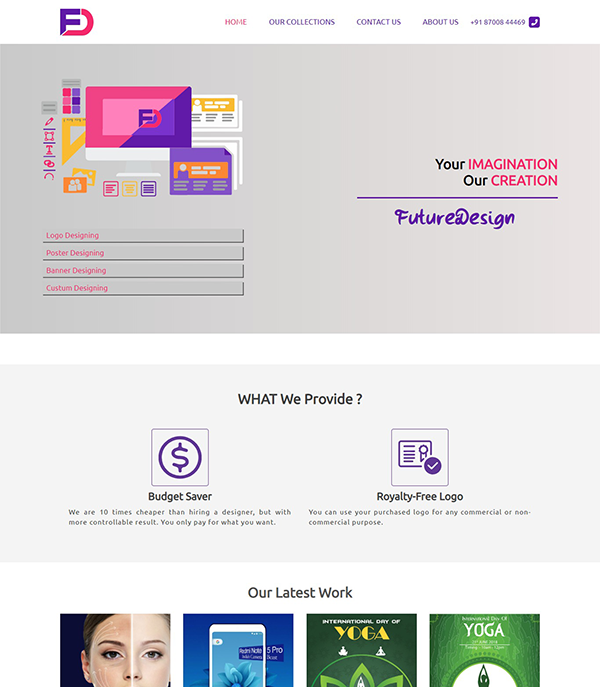 FD
HOME
OUR COLLECTIONS
CONTACT US
ABOUT US
+91 87008 44469
FD
T
Your IMAGINATION
Our CREATION
FutureDesign
Logo Designing
Poster Designing
Banner Designing
Custum Designing
WHAT We Provide ?
Budget Saver
We are 10 times cheaper than hiring a designer, but with
more controllable result. You only pay for what you want.
Royalty-Free Logo
You can use your purchased logo for any commercial or non-
commercial purpose.
Our Latest Work
Redmi Note 5 Pro
INTERNATIONAL DAY OF
YOGA
International Day Of
YOGA